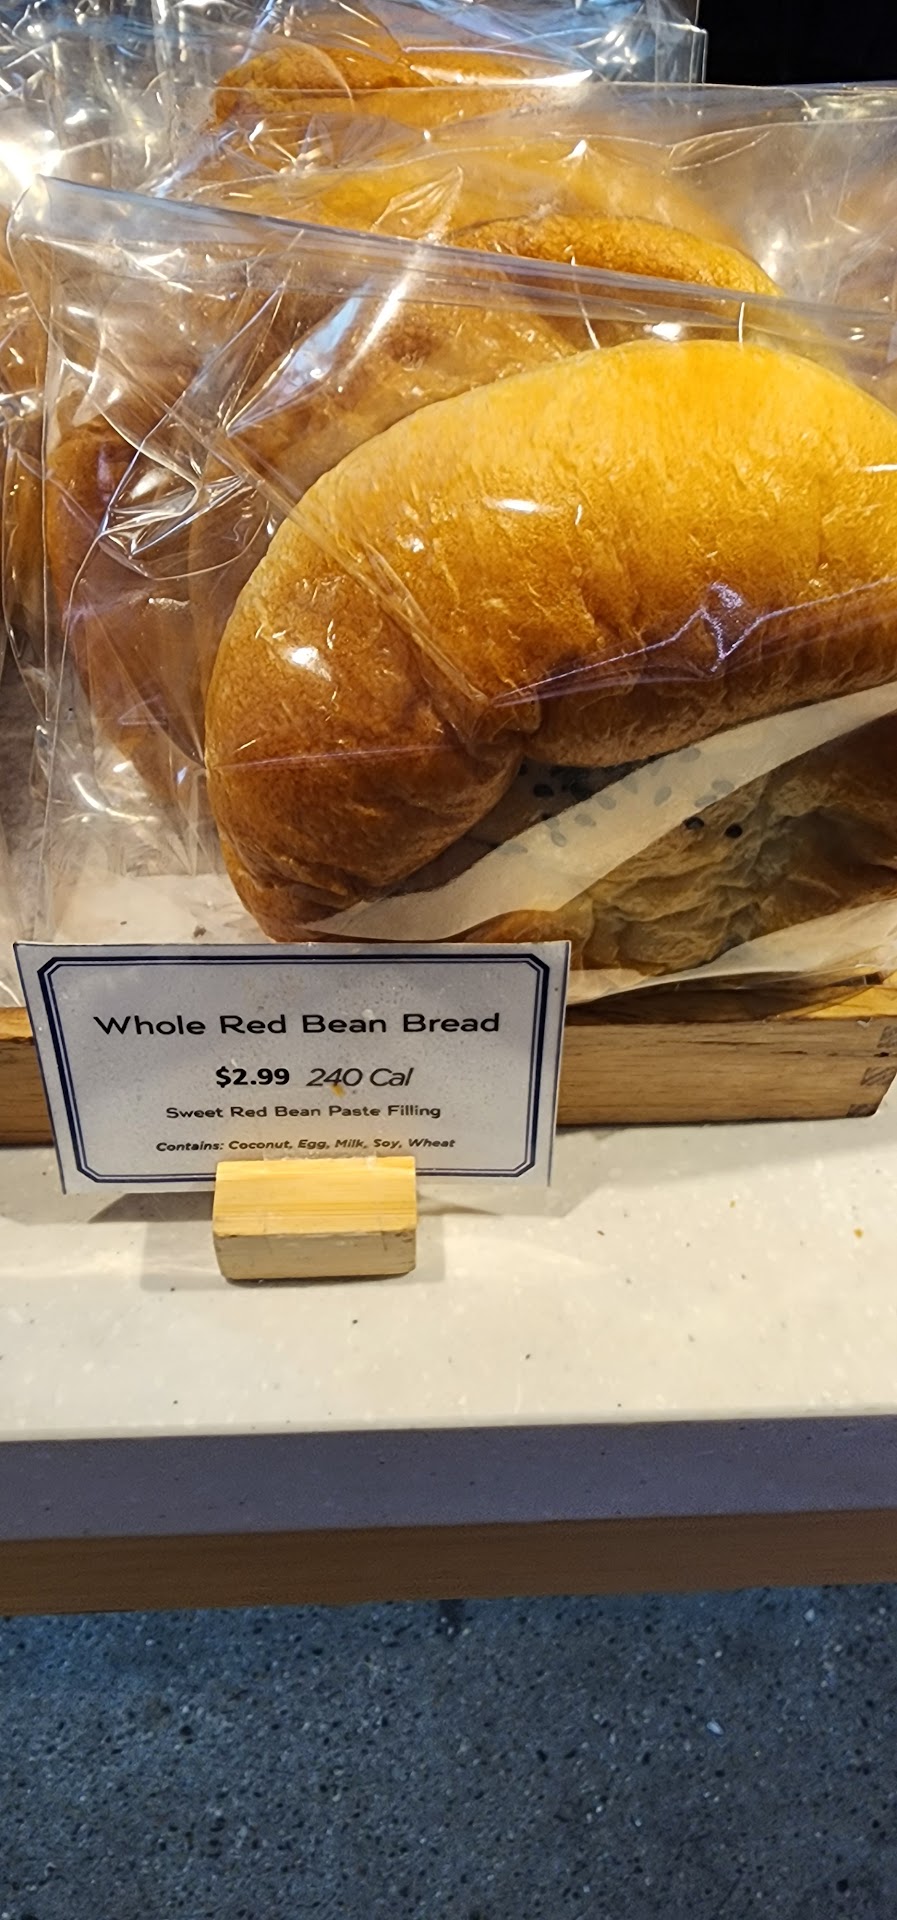 Whole Red Bean Bread
$2.99 240 Cal
Sweet Red Bean Paste Filling
Contains: Coconut, Egg, Milk, Soy, Wheat